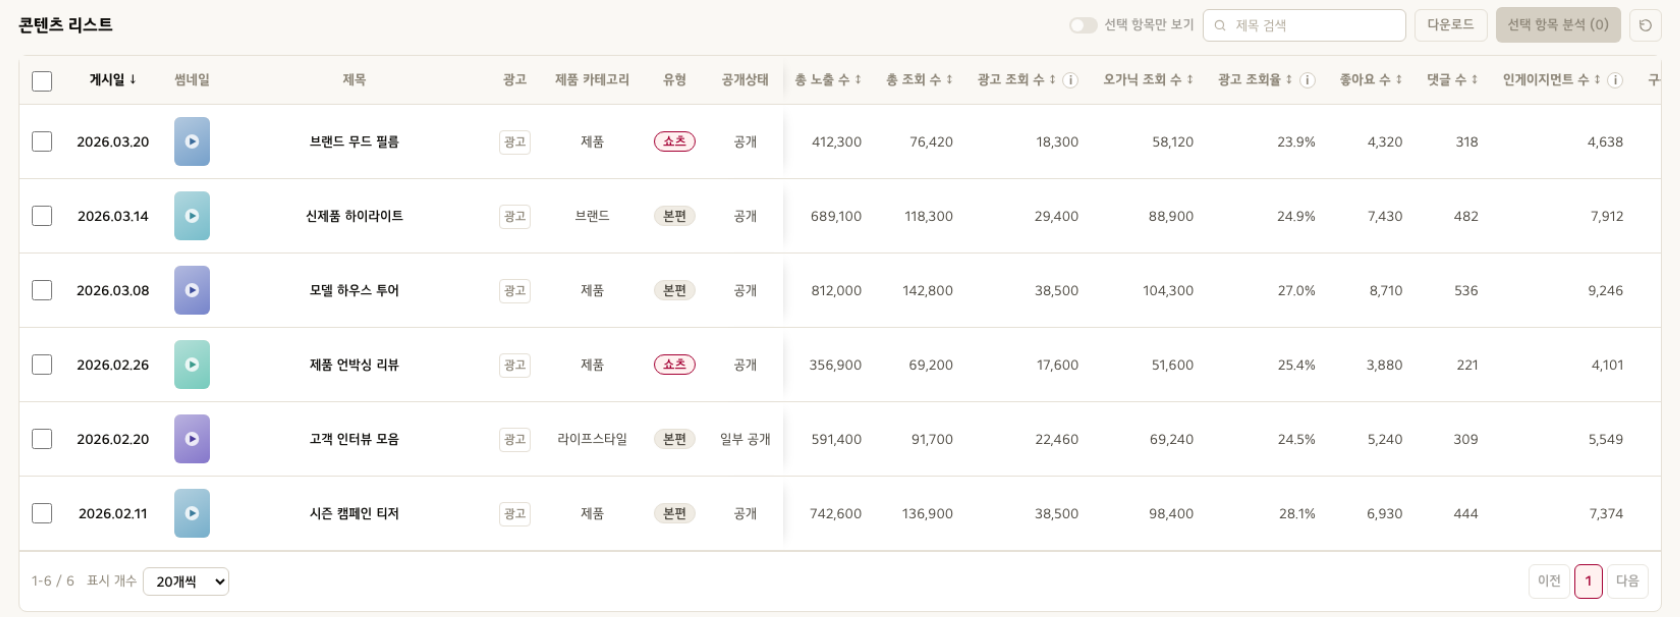 콘텐츠 리스트 선택 항목만 보기 제목 검색 다운로드 선택 항목 분석 (0)
게시일 ↓ 썸네일 제목 광고 제품 카테고리 유형 공개상태 총 노출 수 ↕ 총 조회 수 ↕ 광고 조회 수 ↕ i 오가닉 조회 수 ↕ 광고 조회율 ↕ i 좋아요 수 ↕ 댓글 수 ↕ 인게이지먼트 수 ↕ i 구
2026.03.20 브랜드 무드 필름 광고 제품 쇼츠 공개 412,300 76,420 18,300 58,120 23.9% 4,320 318 4,638
2026.03.14 신제품 하이라이트 광고 브랜드 본편 공개 689,100 118,300 29,400 88,900 24.9% 7,430 482 7,912
2026.03.08 모델 하우스 투어 광고 제품 본편 공개 812,000 142,800 38,500 104,300 27.0% 8,710 536 9,246
2026.02.26 제품 언박싱 리뷰 광고 제품 쇼츠 공개 356,900 69,200 17,600 51,600 25.4% 3,880 221 4,101
2026.02.20 고객 인터뷰 모음 광고 라이프스타일 본편 일부 공개 591,400 91,700 22,460 69,240 24.5% 5,240 309 5,549
2026.02.11 시즌 캠페인 티저 광고 제품 본편 공개 742,600 136,900 38,500 98,400 28.1% 6,930 444 7,374
1-6 / 6 표시 개수 20개씩 이전 1 다음